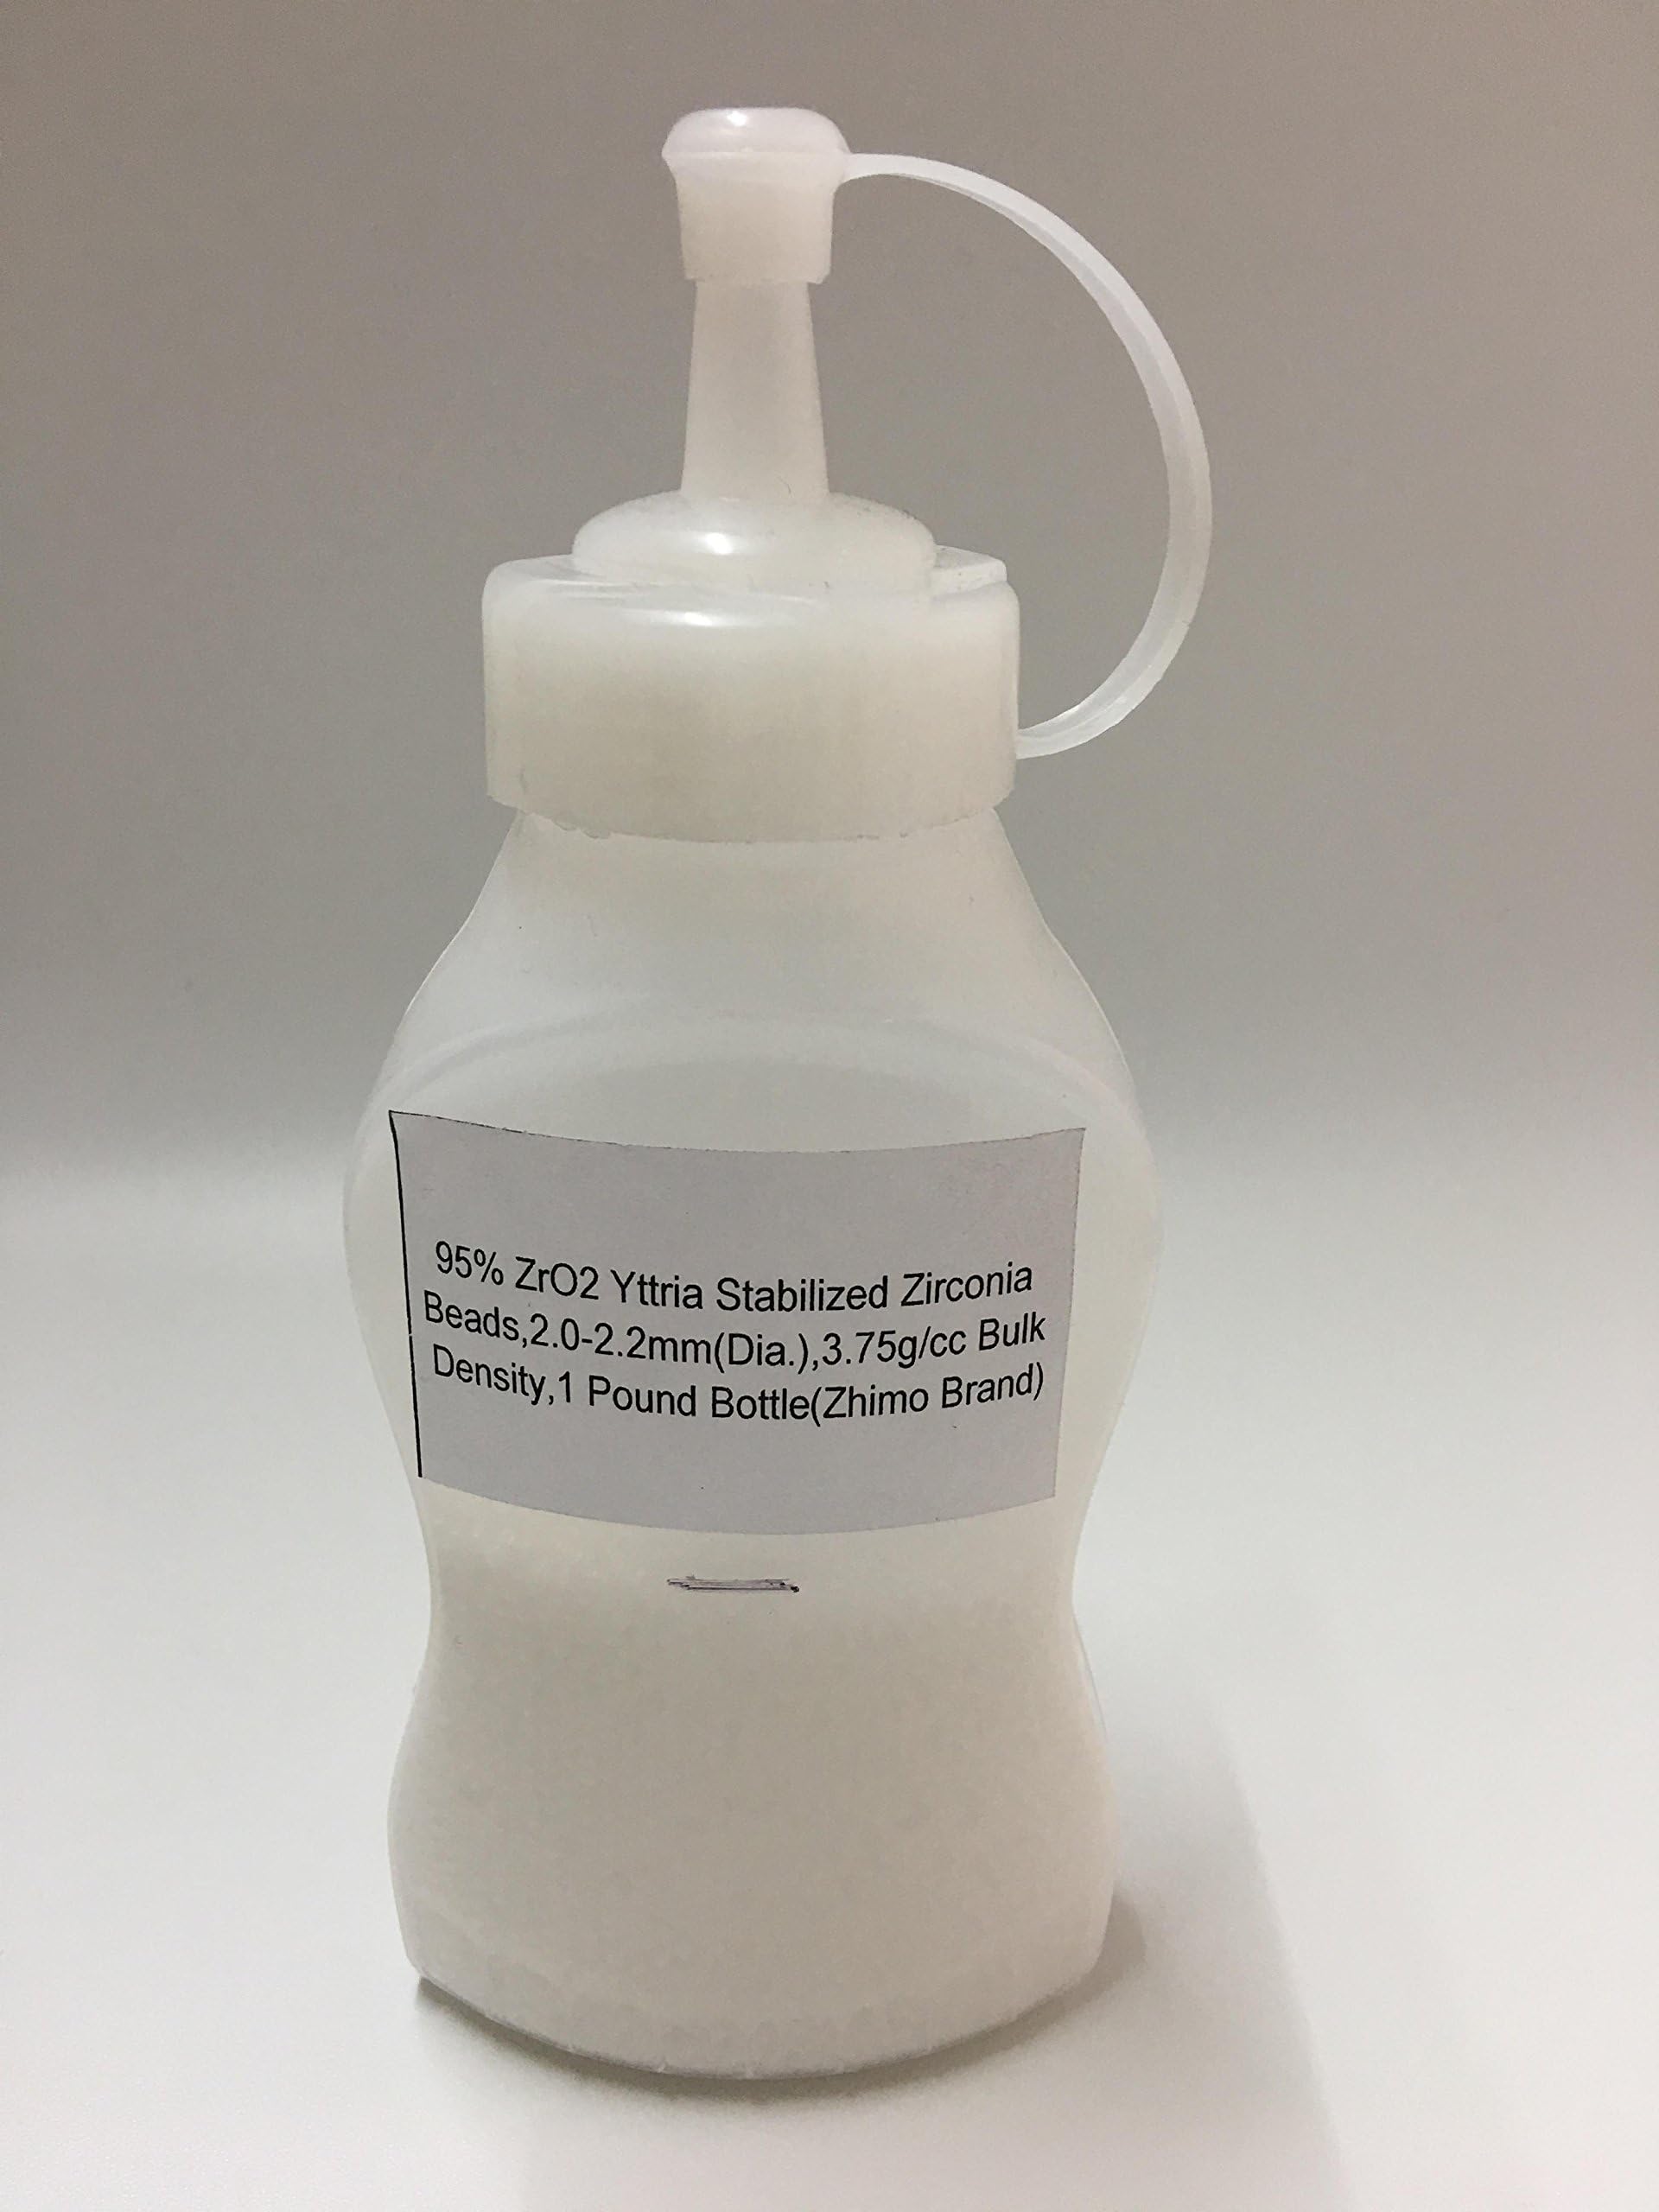 95% ZrO2 Yttria Stabilized Zirconia
Beads,2.0-2.2mm(Dia.),3.75g/cc Bulk
Density,1 Pound Bottle(Zhimo Brand)